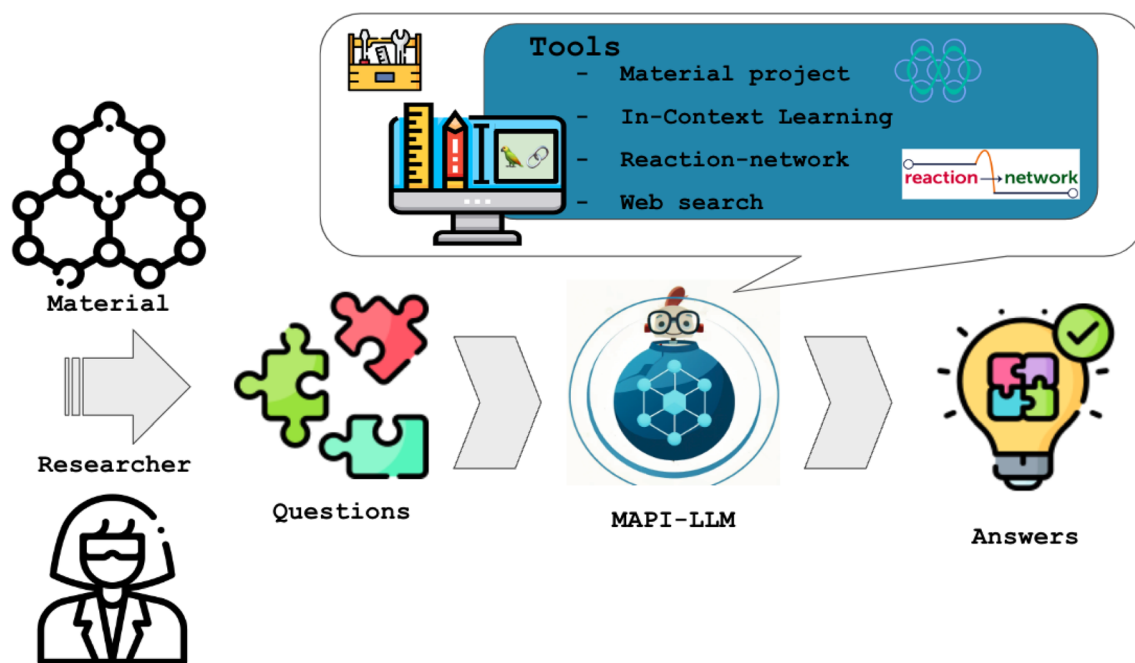 Tools
- Material project
- In-Context Learning
- Reaction-network
- Web search
reaction → network
Material
Researcher
Questions
MAPI-LLM
Answers